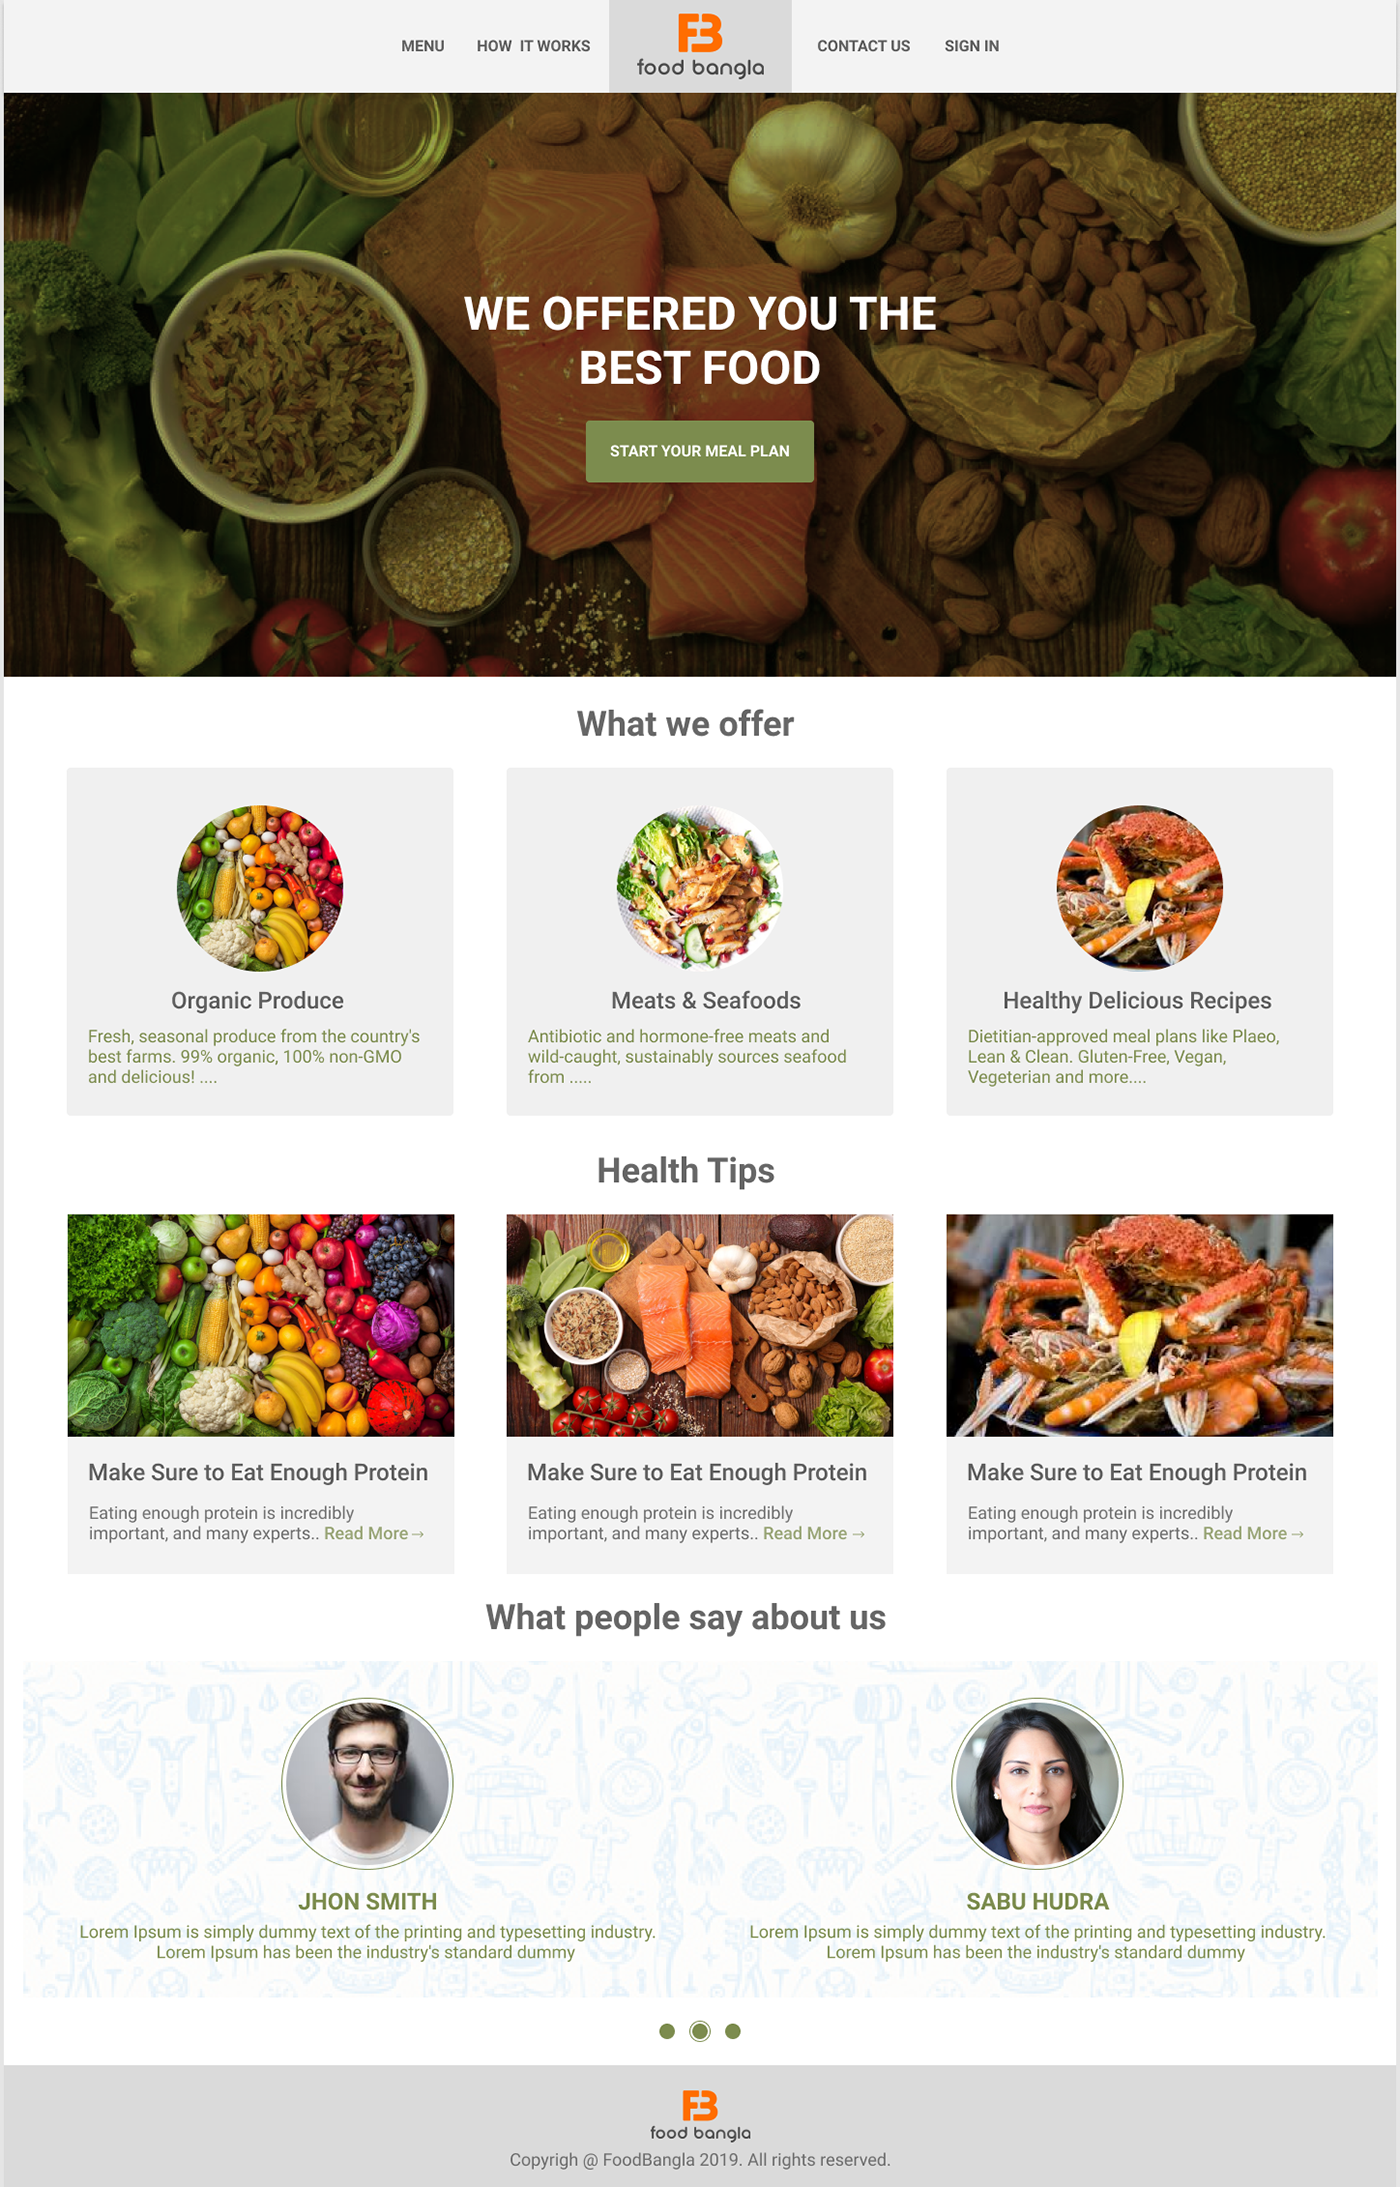 MENU
HOW IT WORKS
FB
food bangla
CONTACT US
SIGN IN
WE OFFERED YOU THE
BEST FOOD
START YOUR MEAL PLAN
What we offer
Organic Produce
Fresh, seasonal produce from the country's
best farms. 99% organic, 100% non-GMO
and delicious! ....
Meats & Seafoods
Antibiotic and hormone-free meats and
wild-caught, sustainably sources seafood
from .....
Healthy Delicious Recipes
Dietitian-approved meal plans like Plaeo,
Lean & Clean. Gluten-Free, Vegan,
Vegeterian and more....
Health Tips
Make Sure to Eat Enough Protein
Eating enough protein is incredibly
important, and many experts.. Read More→
Make Sure to Eat Enough Protein
Eating enough protein is incredibly
important, and many experts.. Read More→
Make Sure to Eat Enough Protein
Eating enough protein is incredibly
important, and many experts.. Read More→
What people say about us
JHON SMITH
Lorem Ipsum is simply dummy text of the printing and typesetting industry.
Lorem Ipsum has been the industry's standard dummy
SABU HUDRA
Lorem Ipsum is simply dummy text of the printing and typesetting industry.
Lorem Ipsum has been the industry's standard dummy
FB
food bangla
Copyrigh @ FoodBangla 2019. All rights reserved.